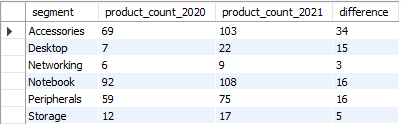 segment product_count_2020 product_count_2021 difference
Accessories 69 103 34
Desktop 7 22 15
Networking 6 9 3
Notebook 92 108 16
Peripherals 59 75 16
Storage 12 17 5